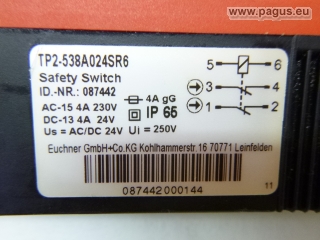 © www.pagus.eu
TP2-538A024SR6
Safety Switch
ID.-NR.: 087442
AC-15 4A 230V 4A gG
DC-13 4A 24V IP 65
Us = AC/DC 24V Ui = 250V
Euchner GmbH+Co.KG Kohlhammerstr.16 70771 Leinfelden
087442000144
11
5 6
3 4
1 2